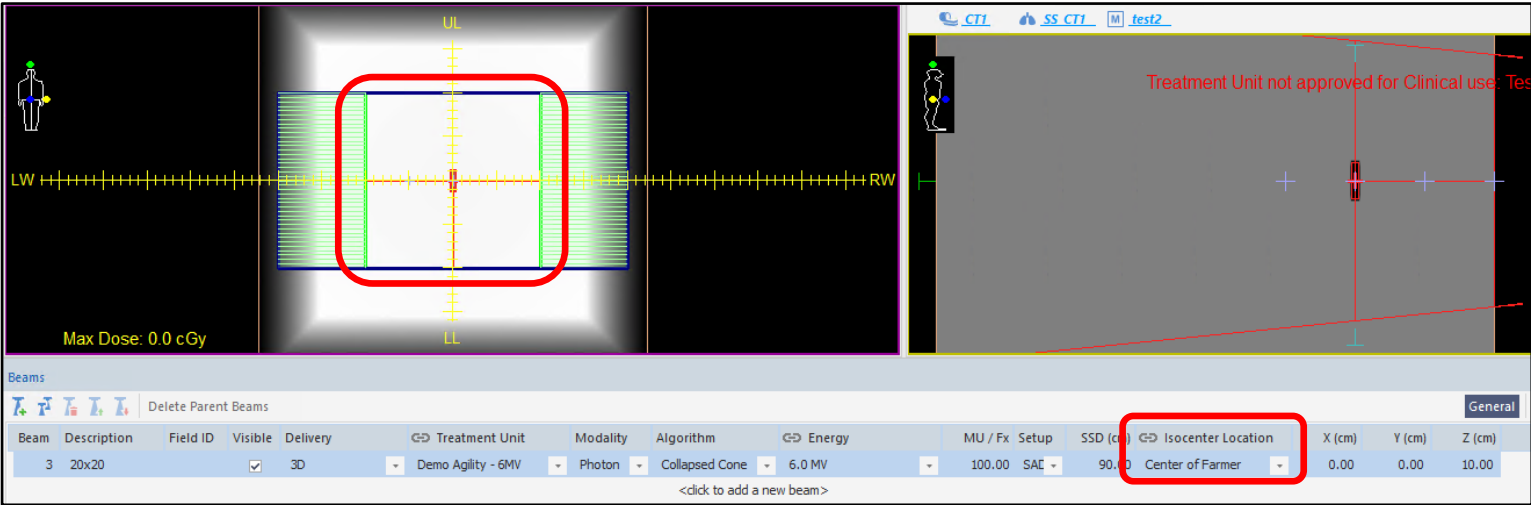 UL
LW
RW
LL
Max Dose: 0.0 cGy
CT1 SS CT1 M test2
Treatment Unit not approved for Clinical use: Tes
Beams
Delete Parent Beams
General
Beam Description Field ID Visible Delivery Treatment Unit Modality Algorithm Energy MU / Fx Setup SSD (cm) Isocenter Location X (cm) Y (cm) Z (cm)
3 20x20 3D Demo Agility - 6MV Photon Collapsed Cone 6.0 MV 100.00 SAD 90.00 Center of Farmer 0.00 0.00 10.00
<click to add a new beam>